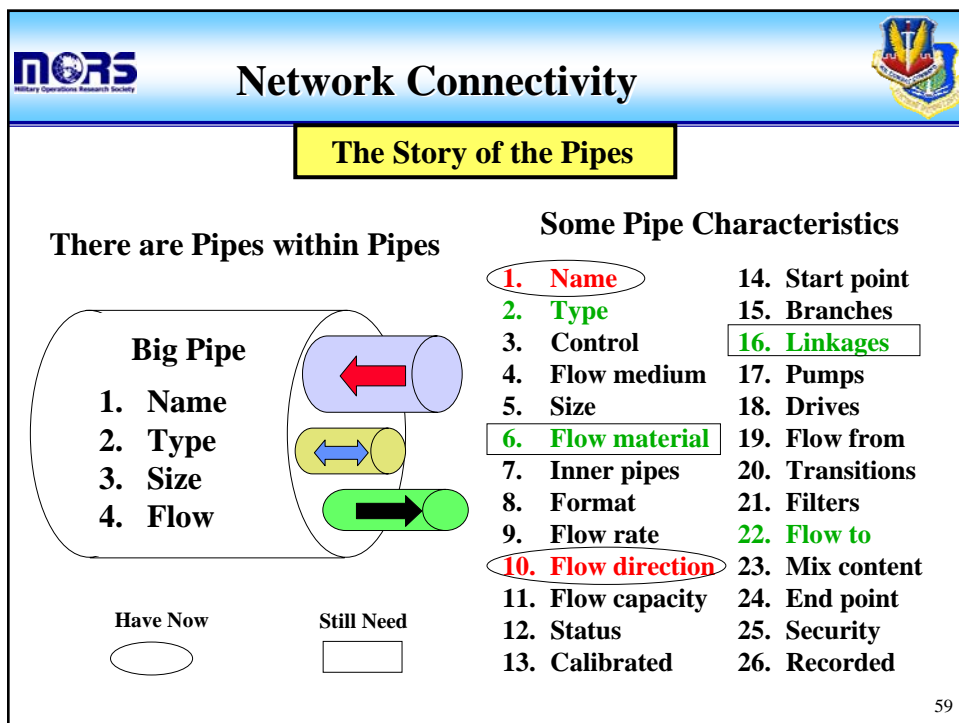 MORS
Military Operations Research Society
Network Connectivity
AIR COMBAT COMMAND
The Story of the Pipes
There are Pipes within Pipes
Big Pipe
1. Name
2. Type
3. Size
4. Flow
Have Now
Still Need
Some Pipe Characteristics
1. Name
2. Type
3. Control
4. Flow medium
5. Size
6. Flow material
7. Inner pipes
8. Format
9. Flow rate
10. Flow direction
11. Flow capacity
12. Status
13. Calibrated
14. Start point
15. Branches
16. Linkages
17. Pumps
18. Drives
19. Flow from
20. Transitions
21. Filters
22. Flow to
23. Mix content
24. End point
25. Security
26. Recorded
59